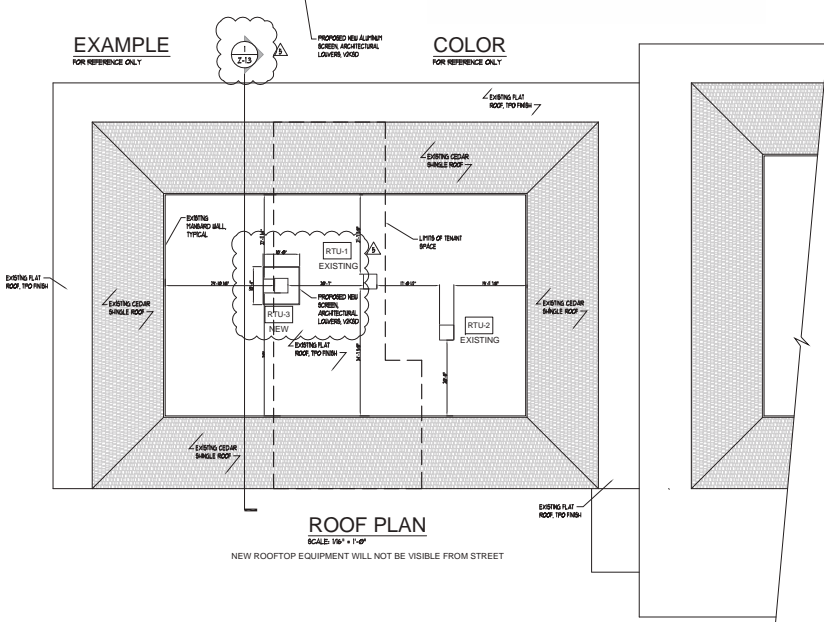 EXAMPLE
FOR REFERENCE ONLY
1
Z-1.3
5
PROPOSED NEW ALUMINUM
SCREEN, ARCHITECTURAL
LOUVERS, V2KSD
COLOR
FOR REFERENCE ONLY
EXISTING FLAT
ROOF, TPO FINISH
EXISTING CEDAR
SHINGLE ROOF
EXISTING
MANSARD WALL,
TYPICAL
RTU-1
5
EXISTING
LIMITS OF TENANT
SPACE
EXISTING FLAT
ROOF, TPO FINISH
EXISTING CEDAR
SHINGLE ROOF
PROPOSED NEW
SCREEN,
ARCHITECTURAL
LOUVERS, V2KSD
RTU-3
NEW
EXISTING FLAT
ROOF, TPO FINISH
RTU-2
EXISTING
EXISTING CEDAR
SHINGLE ROOF
EXISTING CEDAR
SHINGLE ROOF
EXISTING FLAT
ROOF, TPO FINISH
ROOF PLAN
SCALE: 1/16" = 1'-0"
NEW ROOFTOP EQUIPMENT WILL NOT BE VISIBLE FROM STREET